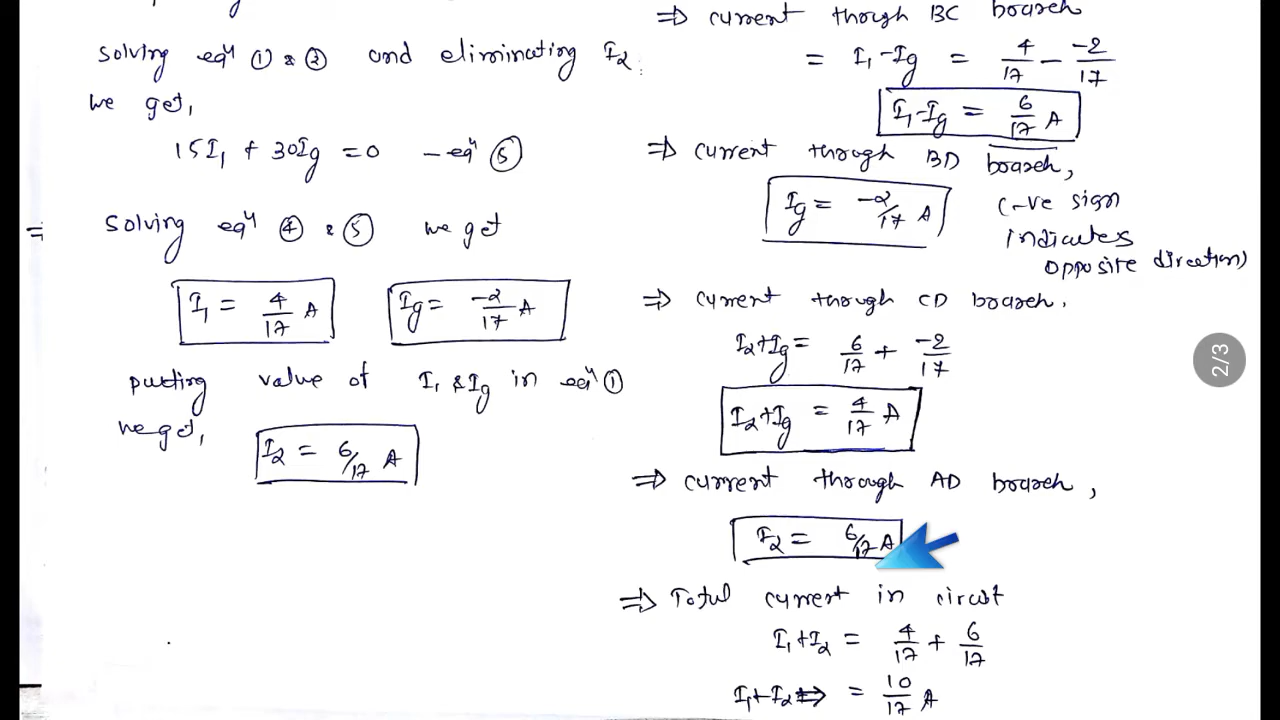 solving eqⁿ ① & ② and eliminating I₂
we get,
15I₁ + 30Ig = 0 - eqⁿ ⑤
= solving eqⁿ ④ & ⑤ we get
I₁ = 4/17 A Ig = -2/17 A
putting value of I₁ & Ig in eqⁿ ①
we get,
I₂ = 6/17 A
⇒ current through BC branch
= I₁-Ig = 4/17 - -2/17
I₁-Ig = 6/17 A
⇒ current through BD branch,
Ig = -2/17 A
(-ve sign
indicates
opposite direction)
⇒ current through CD branch.
I₂+Ig = 6/17 + -2/17
I₂+Ig = 4/17 A
⇒ current through AD branch,
I₂ = 6/17 A
⇒ Total current in circuit
I₁+I₂ = 4/17 + 6/17
I₁+I₂ = 10/17 A
2/3